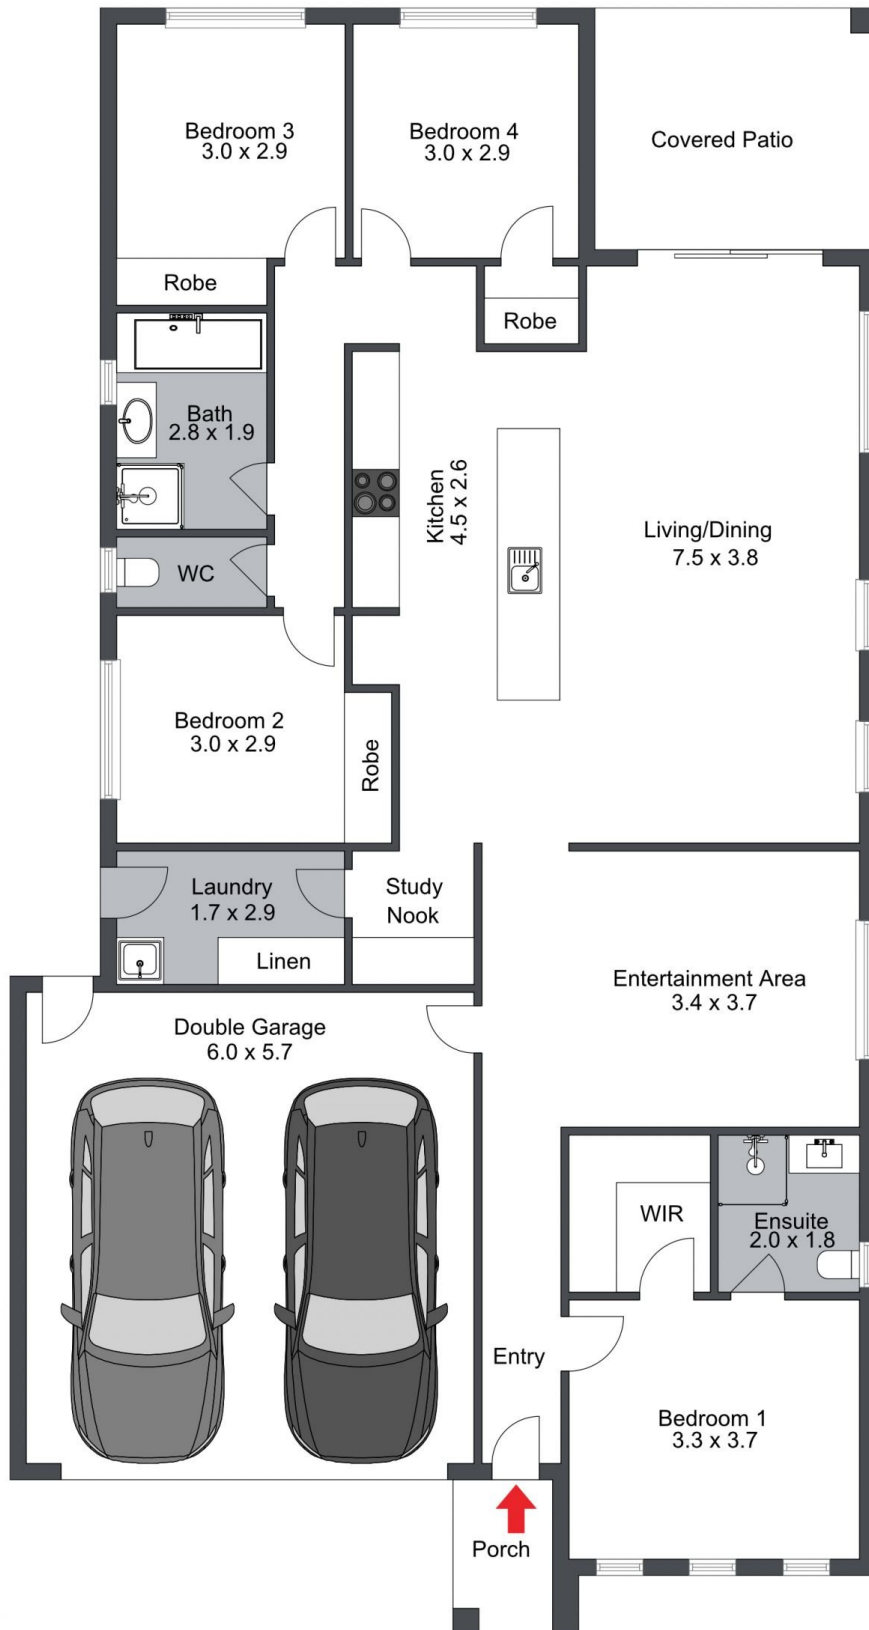 Bedroom 3
3.0 x 2.9
Bedroom 4
3.0 x 2.9
Covered Patio
Robe
Robe
Bath
2.8 x 1.9
Kitchen
4.5 x 2.6
Living/Dining
7.5 x 3.8
WC
Bedroom 2
3.0 x 2.9
Robe
Laundry
1.7 x 2.9
Study
Nook
Linen
Entertainment Area
3.4 x 3.7
Double Garage
6.0 x 5.7
WIR
Ensuite
2.0 x 1.8
Entry
Bedroom 1
3.3 x 3.7
Porch